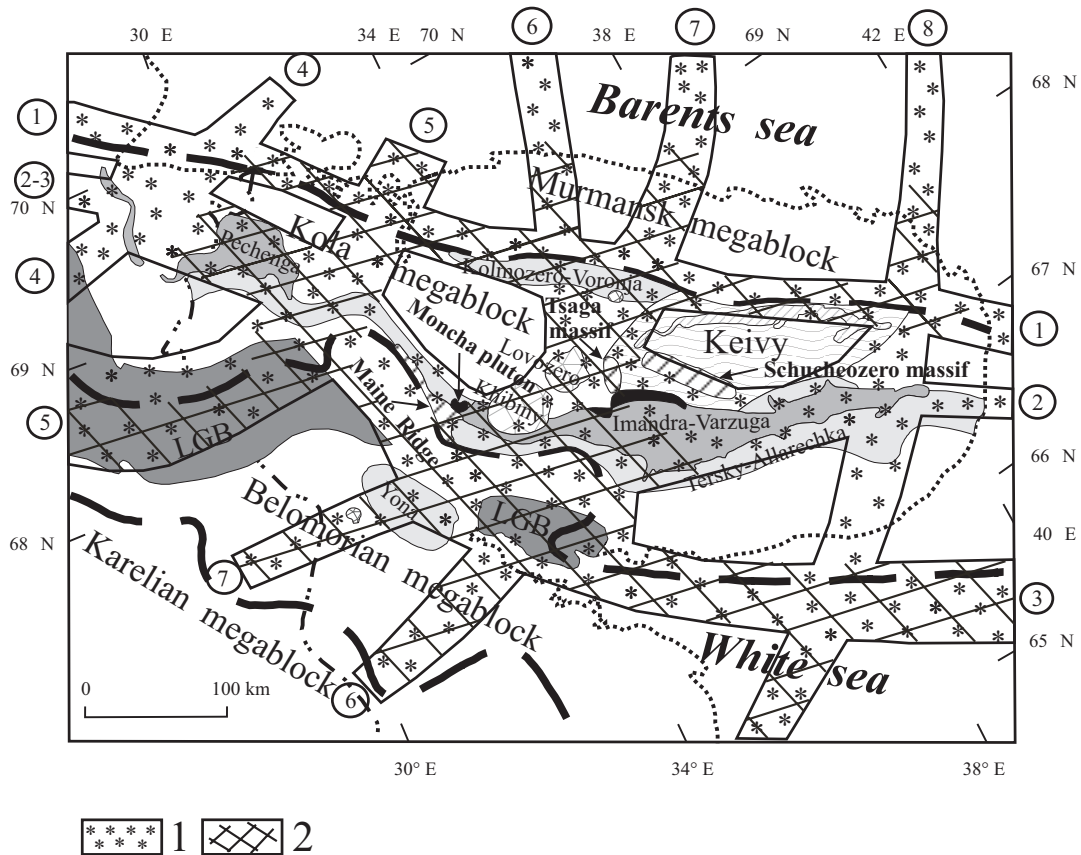 30 E
34 E
70 N
6
38 E
7
69 N
42 E
8
4
68 N
1
5
Barents sea
2-3
70 N
Murmansk megablock
Kola megablock
Pechenga
Kolmozero-Voronja
67 N
4
Tsaga massif
1
Keivy
Lovozero
Moncha pluton
Schucheozero massif
69 N
Khibiny
Maine Ridge
2
5
LGB
Imandra-Varzuga
Tersky-Allarechka
66 N
Yona
LGB
Belomorian megablock
40 E
68 N
Karelian megablock
7
3
65 N
White sea
0
100 km
6
30° E
34° E
38° E
1
2